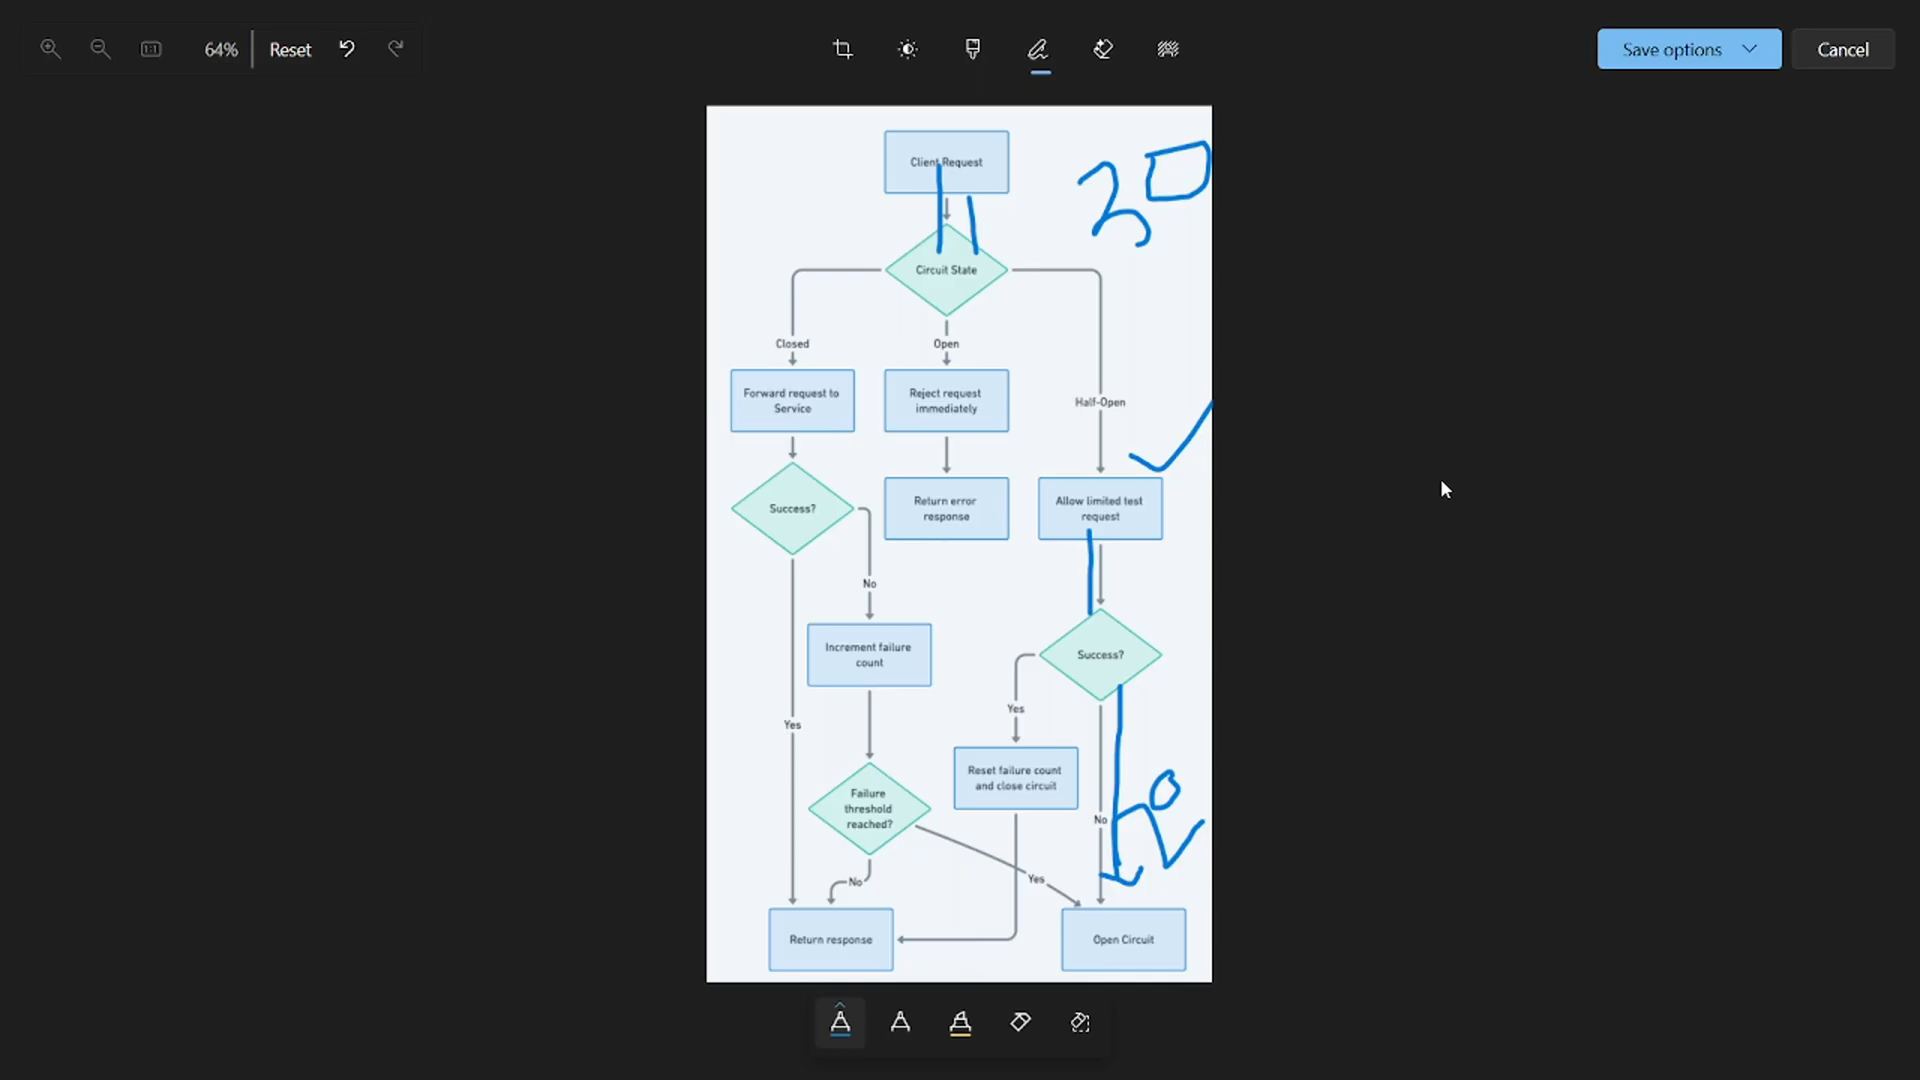 64% Reset Save options Cancel
Client Request
30
Circuit State
Closed Open
Half-Open
Forward request to
Service
Reject request
immediately
Success?
Return error
response
Allow limited test
request
No
Increment failure
count
Success?
Yes
Yes
Reset failure count
and close circuit
Failure
threshold
reached?
No
No
Yes
Return response
Open Circuit